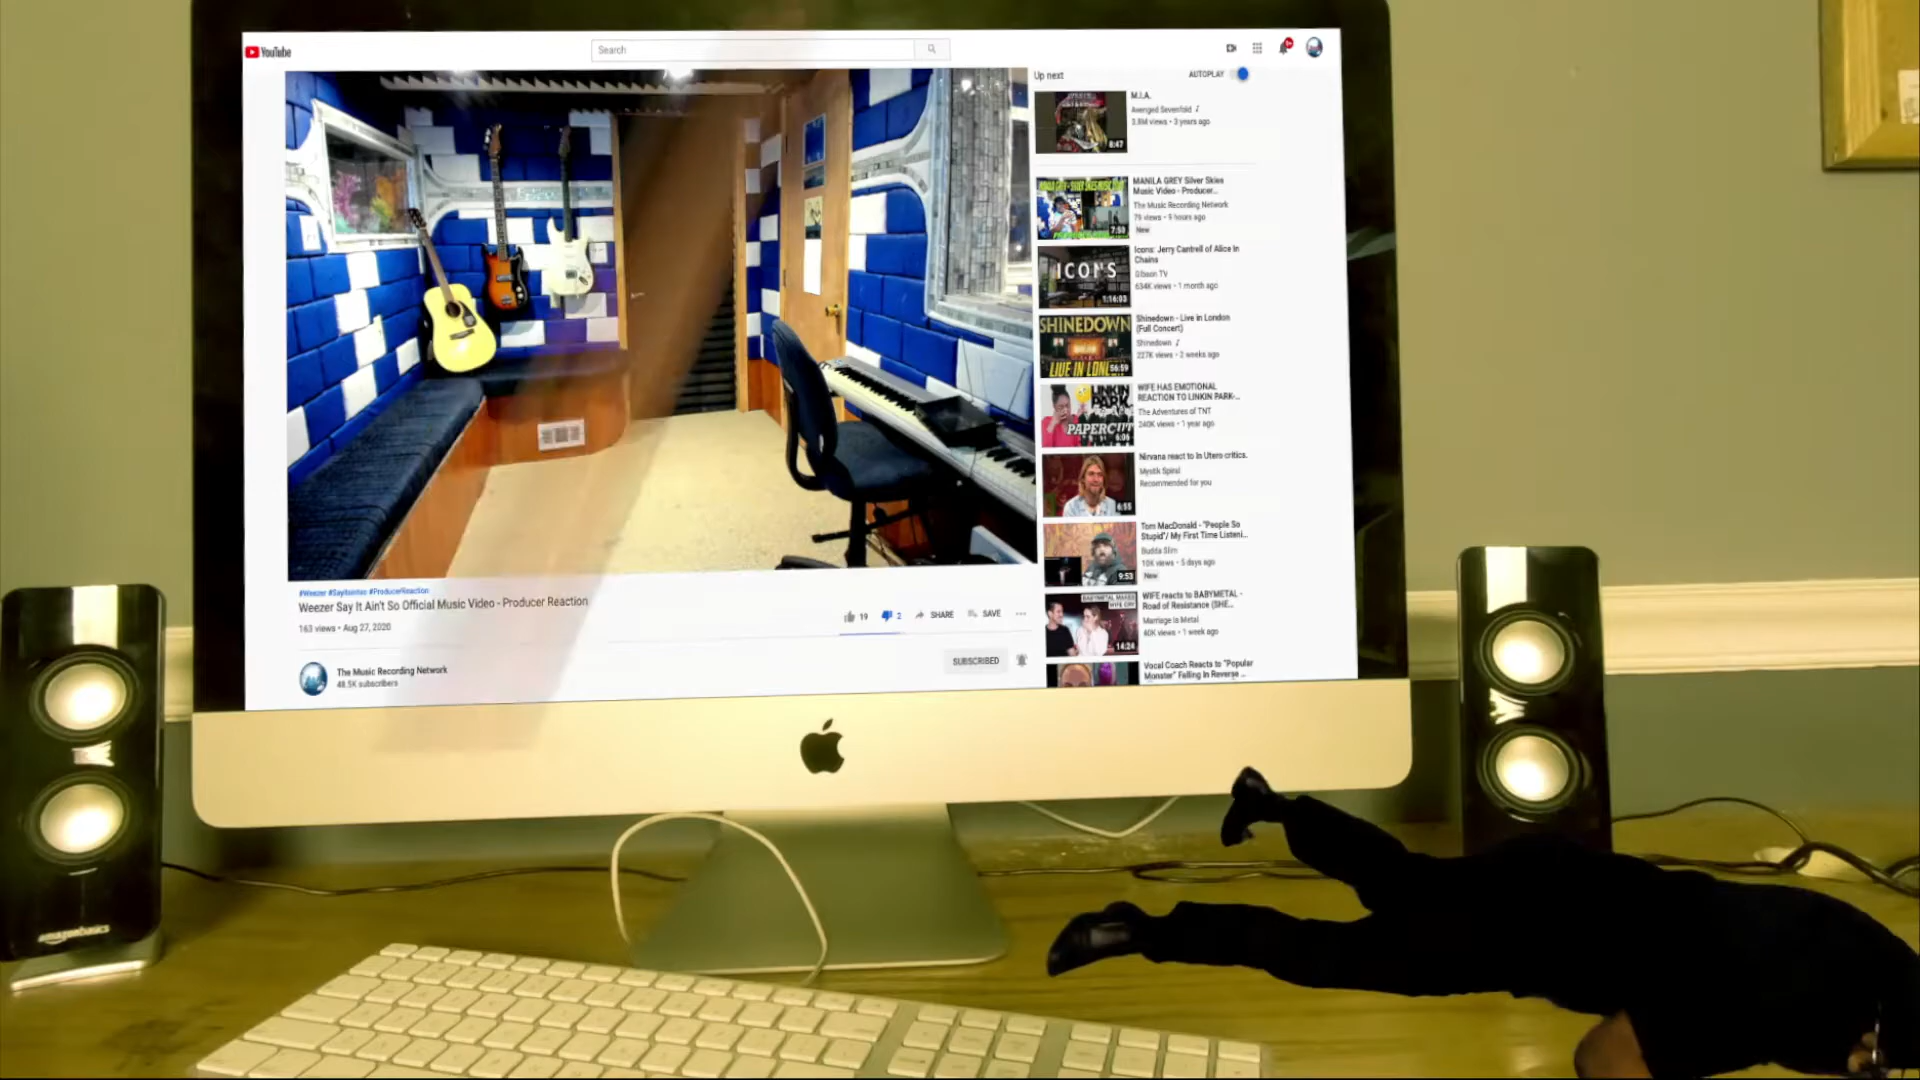 YouTube
Search
Up next
AUTOPLAY
M.I.A.
Avenged Sevenfold
3.8M views • 3 years ago
8:47
MANILA GREY Silver Skies
Music Video - Producer...
The Music Recording Network
79 views • 9 hours ago
New
7:50
Icons: Jerry Cantrell of Alice In
Chains
Gibson TV
634K views • 1 month ago
ICONS
1:16:03
Shinedown - Live in London
(Full Concert)
Shinedown
227K views • 2 weeks ago
SHINEDOWN
LIVE IN LONDON
56:59
WIFE HAS EMOTIONAL
REACTION TO LINKIN PARK-...
The Adventures of TNT
240K views • 1 year ago
LINKIN
PARK
PAPERCUT
6:06
Nirvana react to In Utero critics.
Mystik Spiral
Recommended for you
6:55
Tom MacDonald - "People So
Stupid"/ My First Time Listeni...
Budda Slim
10K views • 5 days ago
New
9:53
WIFE reacts to BABYMETAL -
Road of Resistance (SHE...
Marriage Is Metal
40K views • 1 week ago
14:24
Vocal Coach Reacts to "Popular
Monster" Falling In Reverse ...
#Weezer #SayItAintSo #ProducerReaction
Weezer Say It Ain't So Official Music Video - Producer Reaction
163 views • Aug 27, 2020
19
2
SHARE
SAVE
The Music Recording Network
48.5K subscribers
SUBSCRIBED
amazonbasics